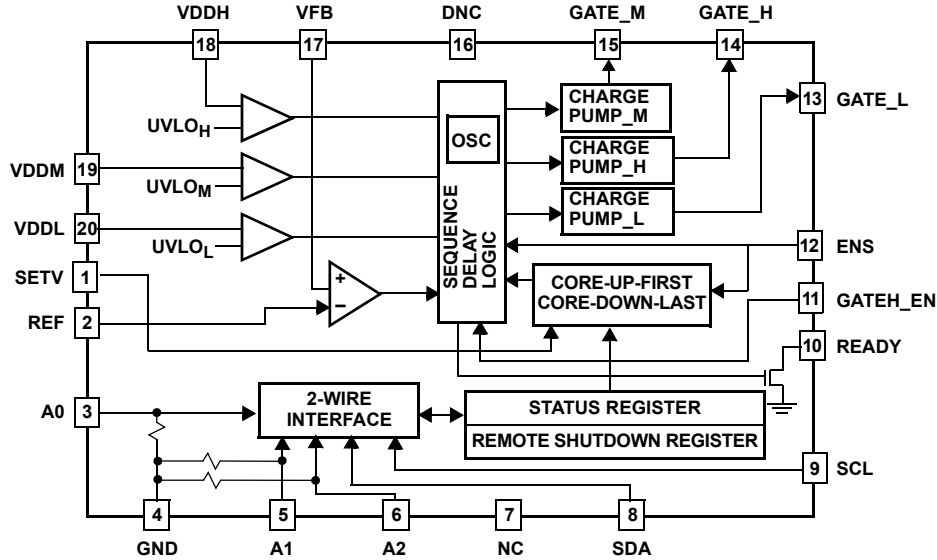 VDDH VFB DNC GATE_M GATE_H
18 17 16 15 14
CHARGE
PUMP_M
13 GATE_L
UVLOH
OSC
CHARGE
PUMP_H
VDDM 19
UVLOM
CHARGE
PUMP_L
VDDL 20
UVLOL
SEQUENCE
DELAY
LOGIC
12 ENS
SETV 1
+
−
CORE-UP-FIRST
CORE-DOWN-LAST
11 GATEH_EN
REF 2
10 READY
A0 3
2-WIRE
INTERFACE
STATUS REGISTER
REMOTE SHUTDOWN REGISTER
9 SCL
4 5 6 7 8
GND A1 A2 NC SDA